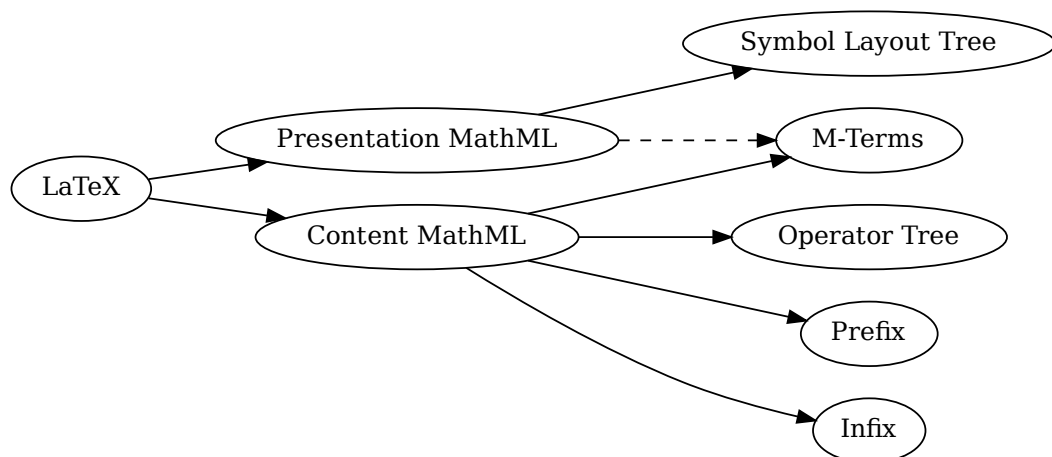 Symbol Layout Tree
Presentation MathML
M-Terms
LaTeX
Content MathML
Operator Tree
Prefix
Infix